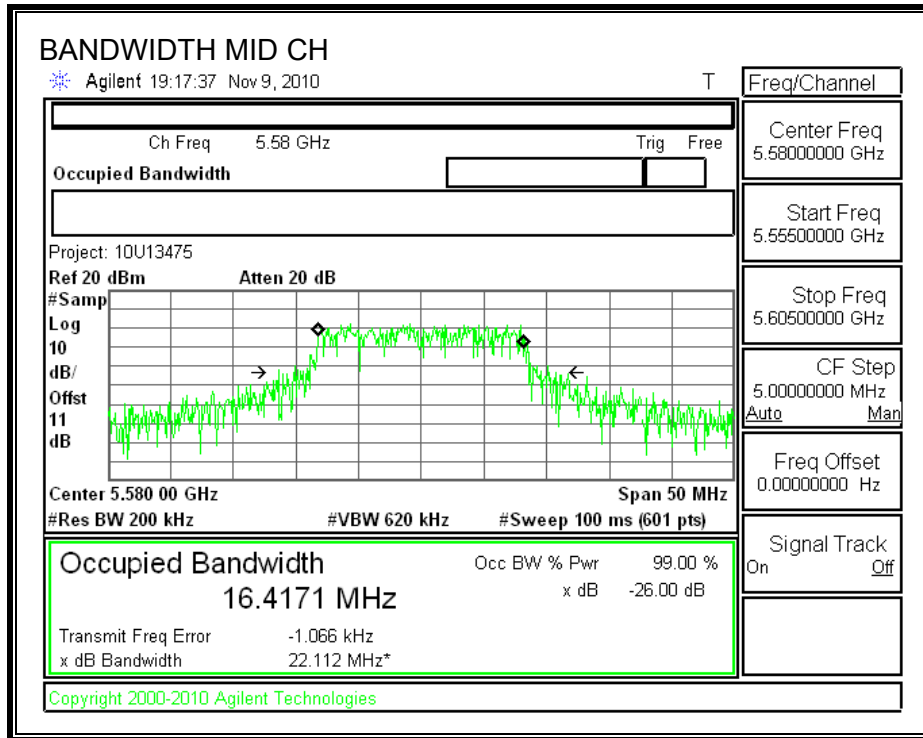 BANDWIDTH MID CH
Agilent 19:17:37 Nov 9, 2010 T
Freq/Channel
Ch Freq 5.58 GHz Trig Free
Occupied Bandwidth
Center Freq
5.58000000 GHz
Start Freq
5.55500000 GHz
Stop Freq
5.60500000 GHz
CF Step
5.00000000 MHz
Auto Man
Freq Offset
0.00000000 Hz
Signal Track
On Off
Project: 10U13475
Ref 20 dBm Atten 20 dB
#Samp
Log
10
dB/
Offst
11
dB
Center 5.580 00 GHz Span 50 MHz
#Res BW 200 kHz #VBW 620 kHz #Sweep 100 ms (601 pts)
Occupied Bandwidth Occ BW % Pwr 99.00 %
16.4171 MHz x dB -26.00 dB
Transmit Freq Error -1.066 kHz
x dB Bandwidth 22.112 MHz*
Copyright 2000-2010 Agilent Technologies